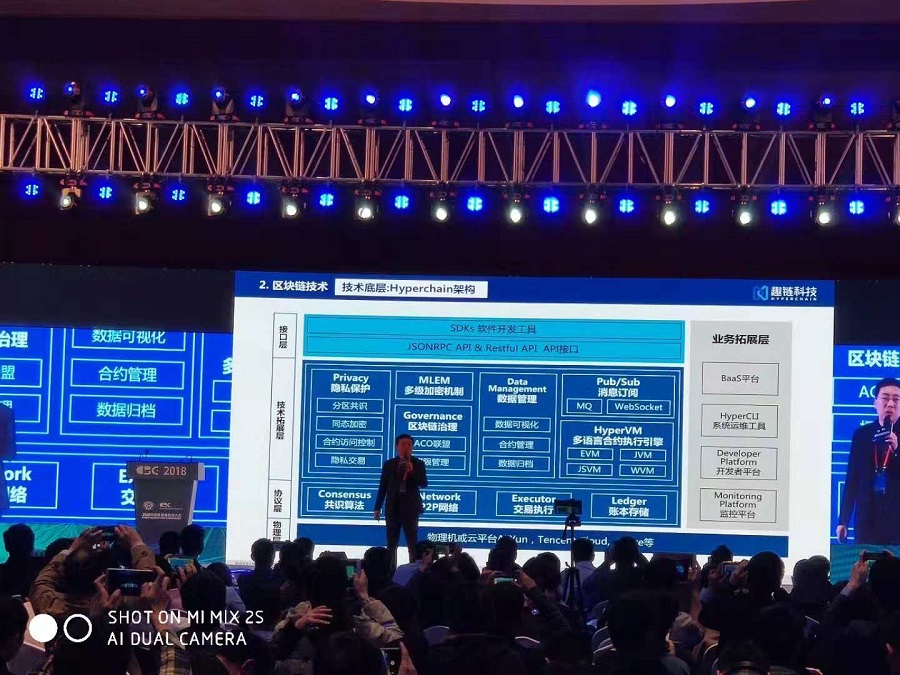 2. 区块链技术
技术底层:Hyperchain架构
趣链科技
HYPERCHAIN
接口层
SDKs 软件开发工具
JSONRPC API & Restful API API接口
技术拓展层
Privacy
隐私保护
分区共识
同态加密
合约访问控制
隐私交易
MLEM
多级加密机制
Governance
区块链治理
ACO联盟
管理
Data
Management
数据管理
数据可视化
合约管理
数据归档
Pub/Sub
消息订阅
MQ
WebSocket
HyperVM
多语言合约执行引擎
EVM
JVM
JSVM
WVM
协议层
Consensus
共识算法
Network
P2P网络
Executor
交易执行
Ledger
账本存储
物理层
物理机或云平台 Yun, Tencent
等
业务拓展层
BaaS平台
HyperCLI
系统运维工具
Developer
Platform
开发者平台
Monitoring
Platform
监控平台
治理
盟
数据可视化
合约管理
数据归档
work
网络
交
区块链
CBC 2018
SHOT ON MI MIX 2S
AI DUAL CAMERA